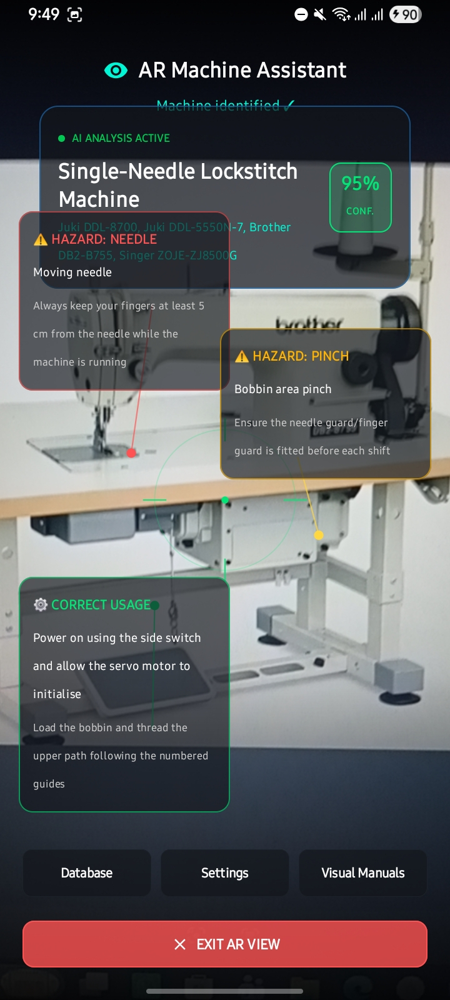 9:49
90
AR Machine Assistant
Machine identified ✓
AI ANALYSIS ACTIVE
Single-Needle Lockstitch
Machine
95%
CONF.
Juki DDL-8700, Juki DDL-5550N-7, Brother
DB2-B755, Singer ZOJE-ZJ8500G
⚠️ HAZARD: NEEDLE
Moving needle
Always keep your fingers at least 5
cm from the needle while the
machine is running
brother
⚠️ HAZARD: PINCH
Bobbin area pinch
Ensure the needle guard/finger
guard is fitted before each shift
⚙️ CORRECT USAGE
Power on using the side switch
and allow the servo motor to
initialise
Load the bobbin and thread the
upper path following the numbered
guides
Database
Settings
Visual Manuals
✕ EXIT AR VIEW